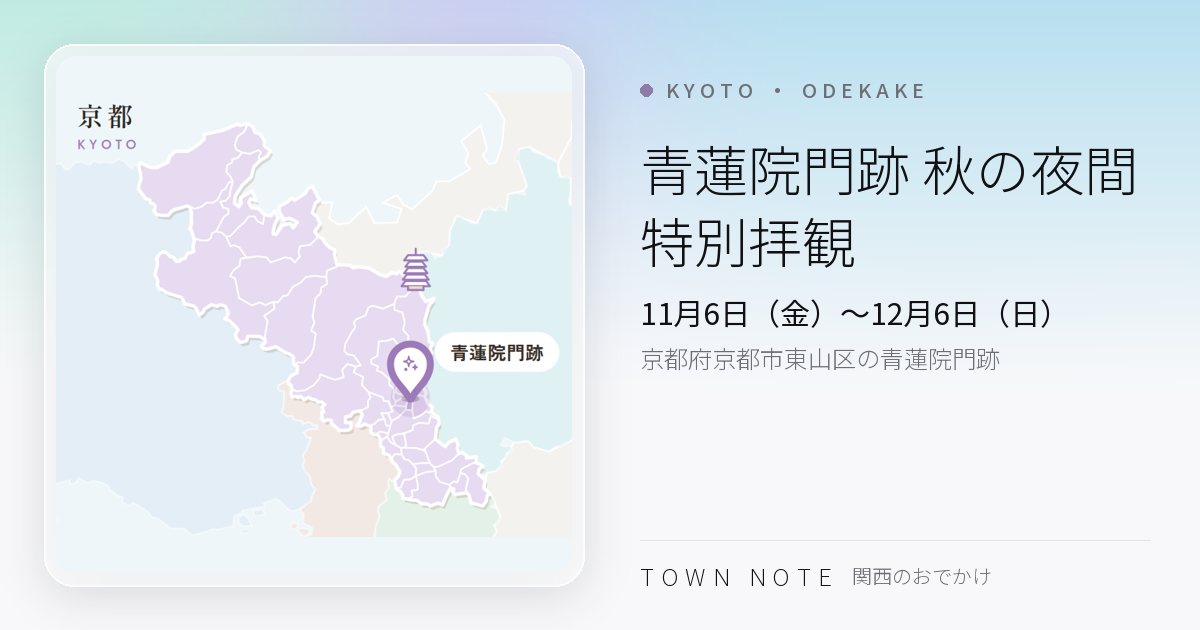 京都
KYOTO
青蓮院門跡
KYOTO・ODEKAKE
青蓮院門跡 秋の夜間
特別拝観
11月6日（金）〜12月6日（日）
京都府京都市東山区の青蓮院門跡
TOWN NOTE 関西のおでかけ